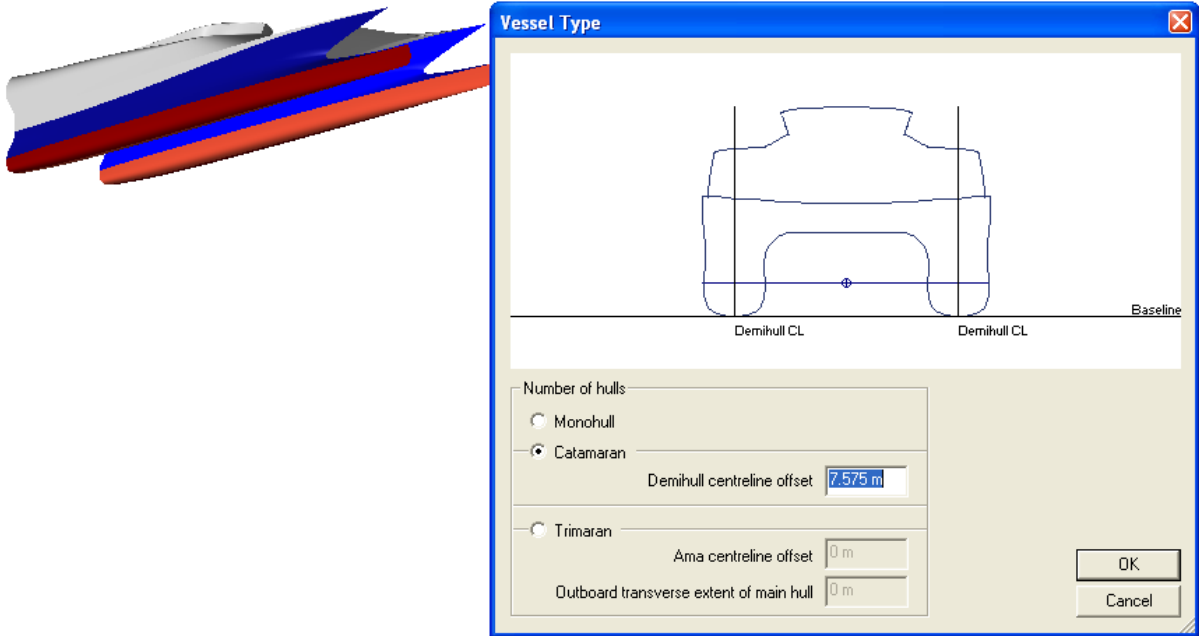 Vessel Type
Baseline
Demihull CL
Demihull CL
Number of hulls
Monohull
Catamaran
Demihull centreline offset
7.575 m
Trimaran
Ama centreline offset
0 m
Outboard transverse extent of main hull
0 m
OK
Cancel